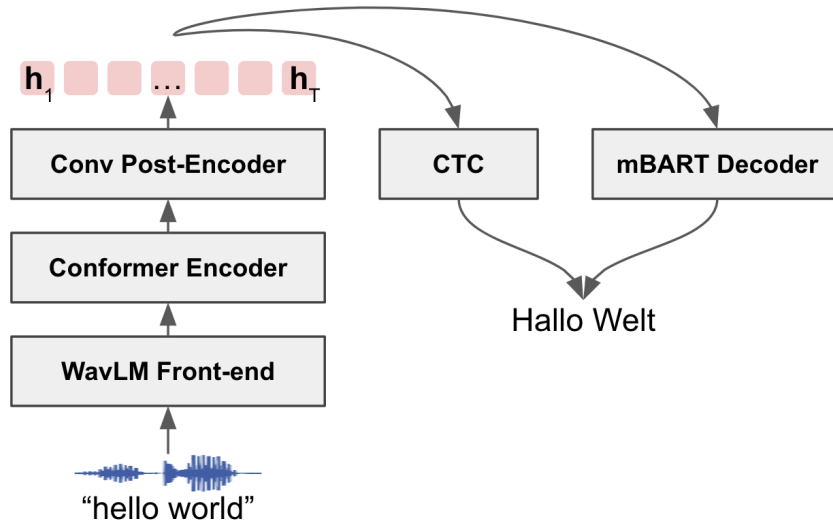 h1 ... hT
Conv Post-Encoder
CTC
mBART Decoder
Conformer Encoder
Hallo Welt
WavLM Front-end
“hello world”